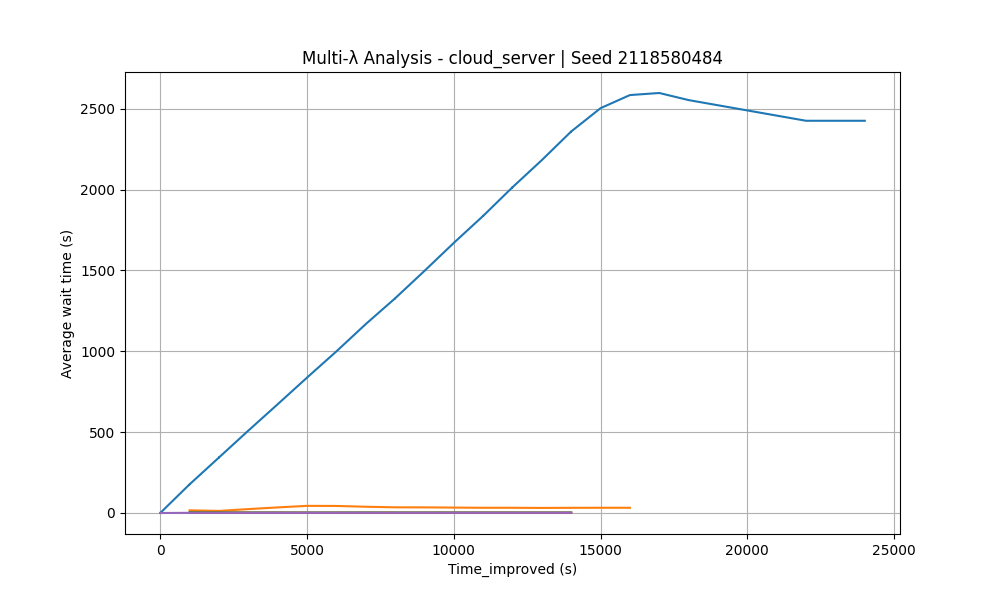 Multi-λ Analysis - cloud_server | Seed 2118580484
Average wait time (s)
2500
2000
1500
1000
500
0
0 5000 10000 15000 20000 25000
Time_improved (s)